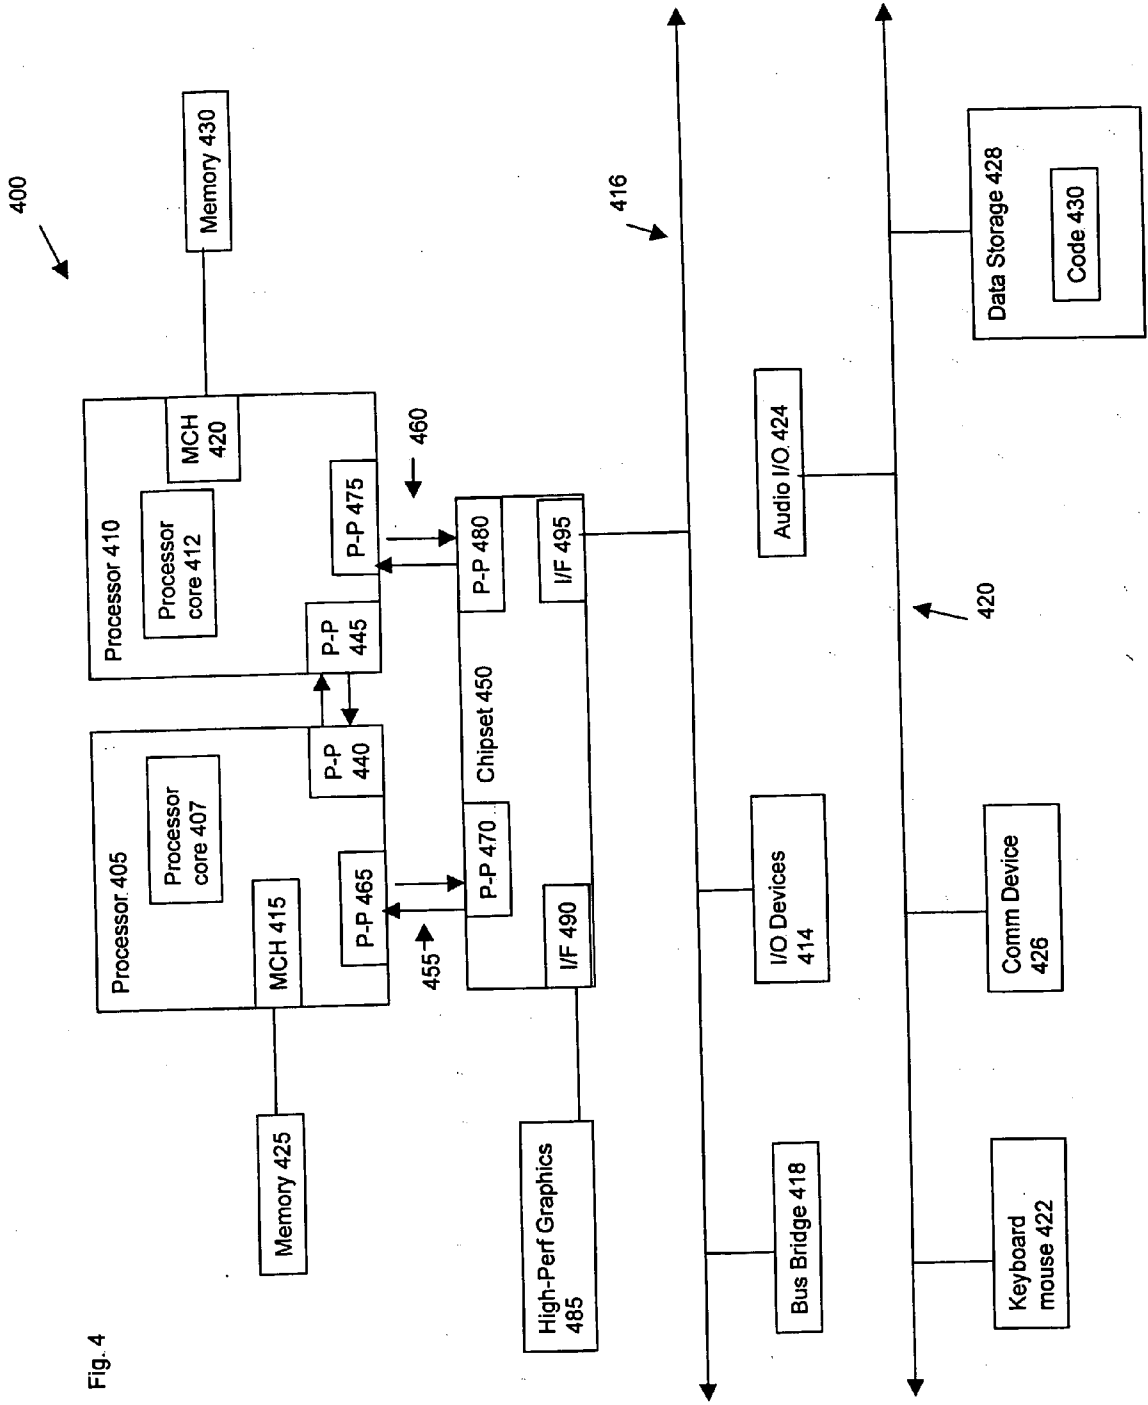 Fig. 4
400
Processor 405
Processor
core 407
MCH 415
P-P
440
P-P 465
Memory 425
Processor 410
Processor
core 412
MCH
420
P-P
445
P-P 475
Memory 430
455
460
Chipset 450
P-P 470
P-P 480
I/F 490
I/F 495
High-Perf Graphics
485
416
Bus Bridge 418
I/O Devices
414
Audio I/O 424
420
Keyboard
mouse 422
Comm Device
426
Data Storage 428
Code 430